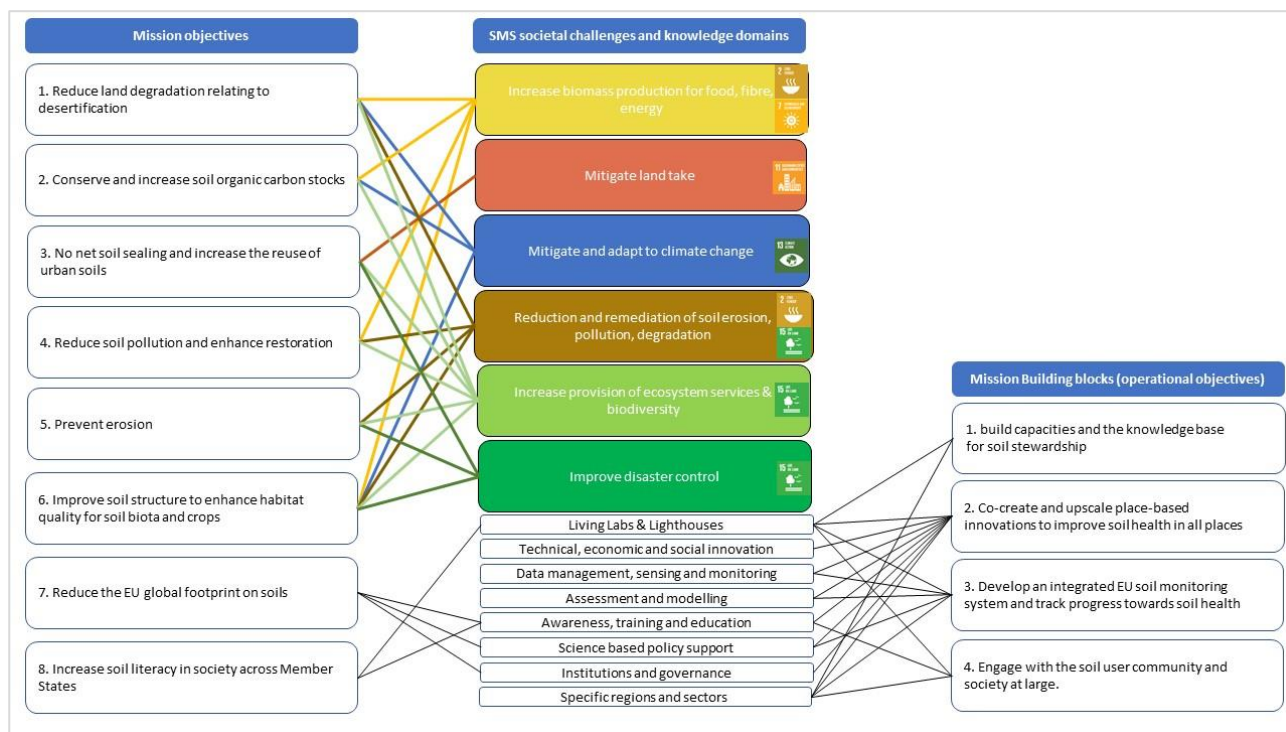 Mission objectives
1. Reduce land degradation relating to
desertification
2. Conserve and increase soil organic carbon stocks
3. No net soil sealing and increase the reuse of
urban soils
4. Reduce soil pollution and enhance restoration
5. Prevent erosion
6. Improve soil structure to enhance habitat
quality for soil biota and crops
7. Reduce the EU global footprint on soils
8. Increase soil literacy in society across Member
States
SMS societal challenges and knowledge domains
Increase biomass production for food, fibre,
energy
2
7
Mitigate land take
11
Mitigate and adapt to climate change
13
Reduction and remediation of soil erosion,
pollution, degradation
2
15
Increase provision of ecosystem services &
biodiversity
15
Improve disaster control
15
Living Labs & Lighthouses
Technical, economic and social innovation
Data management, sensing and monitoring
Assessment and modelling
Awareness, training and education
Science based policy support
Institutions and governance
Specific regions and sectors
Mission Building blocks (operational objectives)
1. build capacities and the knowledge base
for soil stewardship
2. Co-create and upscale place-based
innovations to improve soil health in all places
3. Develop an integrated EU soil monitoring
system and track progress towards soil health
4. Engage with the soil user community and
society at large.